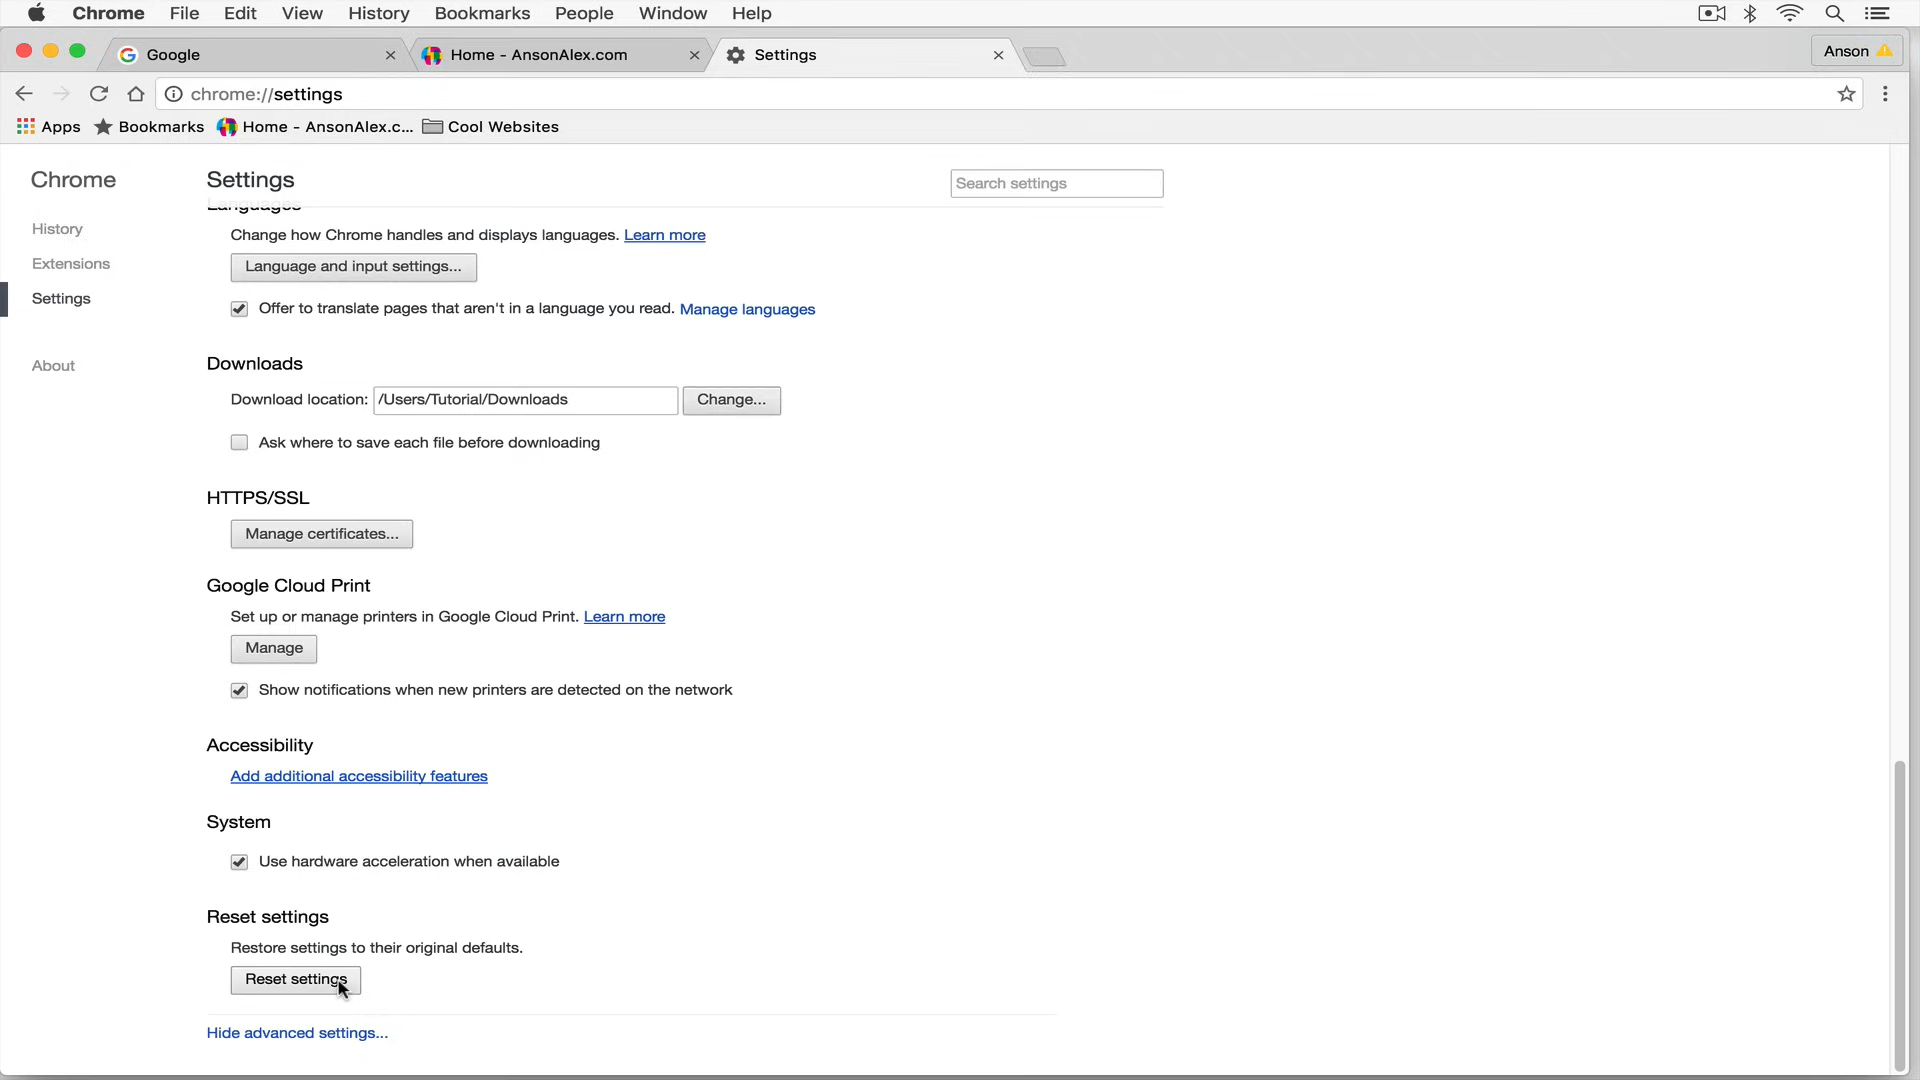 Chrome File Edit View History Bookmarks People Window Help
Google Home - AnsonAlex.com Settings Anson
chrome://settings
Apps Bookmarks Home - AnsonAlex.c... Cool Websites
Chrome Settings Search settings
Languages
History
Change how Chrome handles and displays languages. Learn more
Extensions
Language and input settings...
Settings
Offer to translate pages that aren't in a language you read. Manage languages
About
Downloads
Download location: /Users/Tutorial/Downloads Change...
Ask where to save each file before downloading
HTTPS/SSL
Manage certificates...
Google Cloud Print
Set up or manage printers in Google Cloud Print. Learn more
Manage
Show notifications when new printers are detected on the network
Accessibility
Add additional accessibility features
System
Use hardware acceleration when available
Reset settings
Restore settings to their original defaults.
Reset settings
Hide advanced settings...